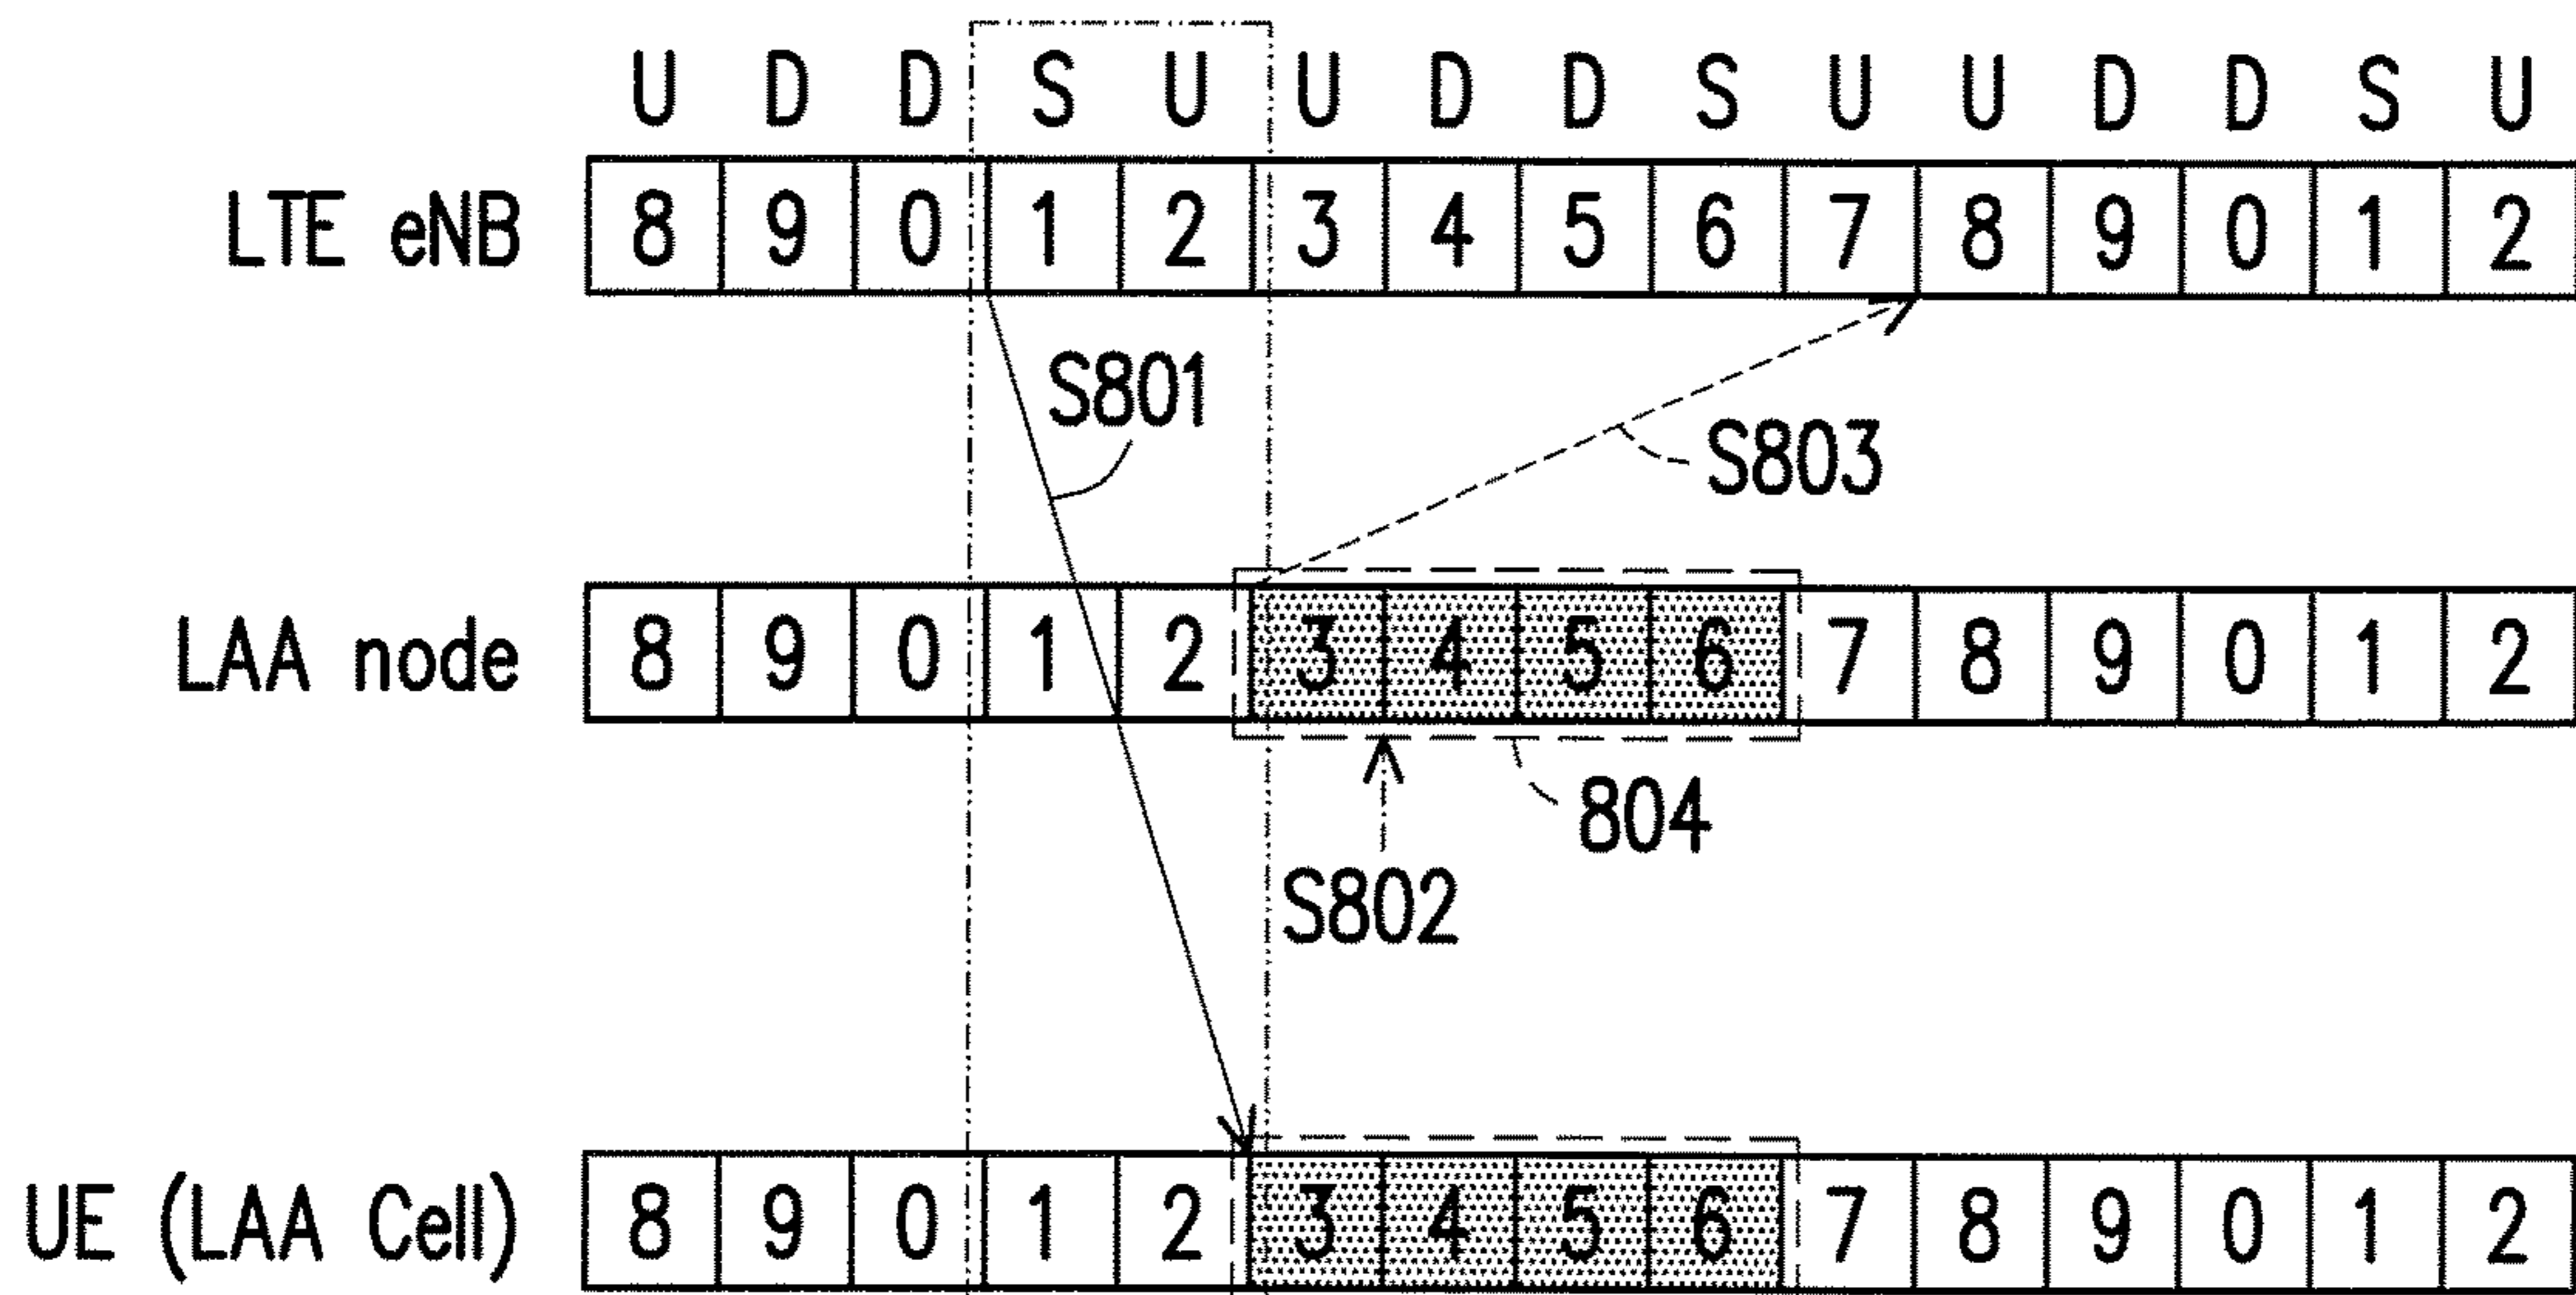 U D D S U U D D S U U D D S U
LTE eNB 8 9 0 1 2 3 4 5 6 7 8 9 0 1 2
S801
S803
LAA node 8 9 0 1 2 3 4 5 6 7 8 9 0 1 2
804
S802
UE (LAA Cell) 8 9 0 1 2 3 4 5 6 7 8 9 0 1 2